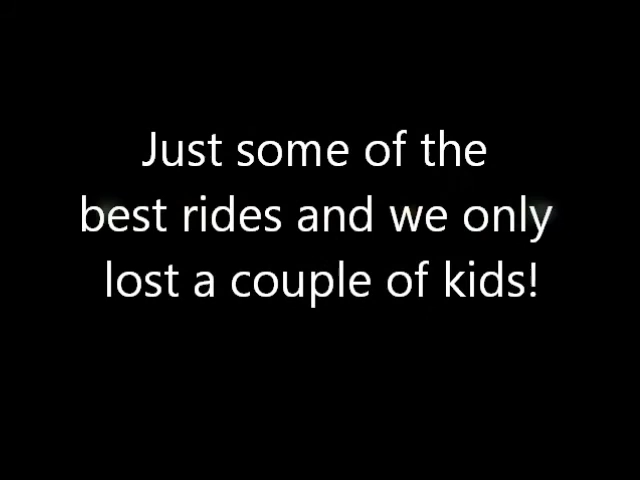 Just some of the
best rides and we only
lost a couple of kids!